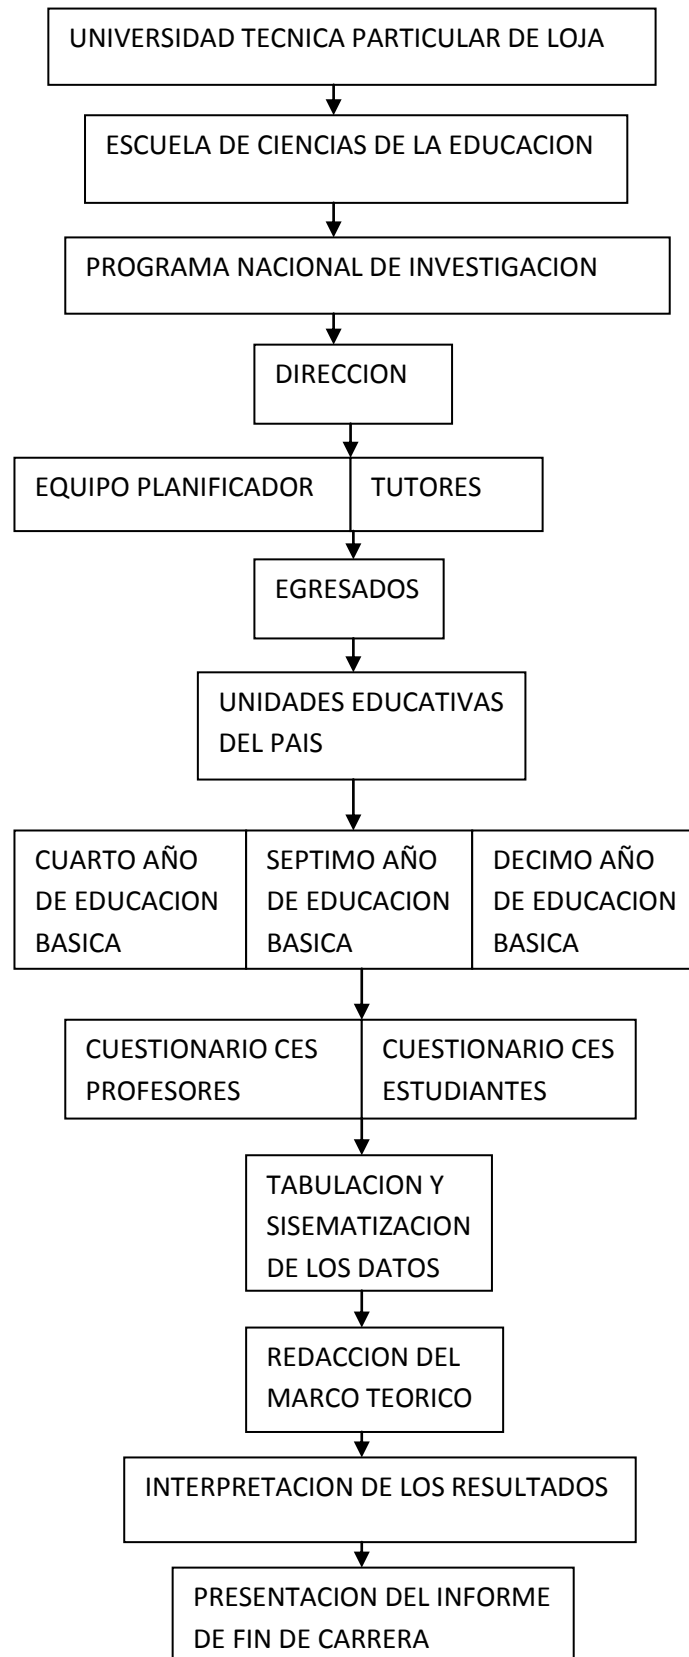 UNIVERSIDAD TECNICA PARTICULAR DE LOJA
ESCUELA DE CIENCIAS DE LA EDUCACION
PROGRAMA NACIONAL DE INVESTIGACION
DIRECCION
EQUIPO PLANIFICADOR
TUTORES
EGRESADOS
UNIDADES EDUCATIVAS
DEL PAIS
CUARTO AÑO
DE EDUCACION
BASICA
SEPTIMO AÑO
DE EDUCACION
BASICA
DECIMO AÑO
DE EDUCACION
BASICA
CUESTIONARIO CES
PROFESORES
CUESTIONARIO CES
ESTUDIANTES
TABULACION Y
SISEMATIZACION
DE LOS DATOS
REDACCION DEL
MARCO TEORICO
INTERPRETACION DE LOS RESULTADOS
PRESENTACION DEL INFORME
DE FIN DE CARRERA